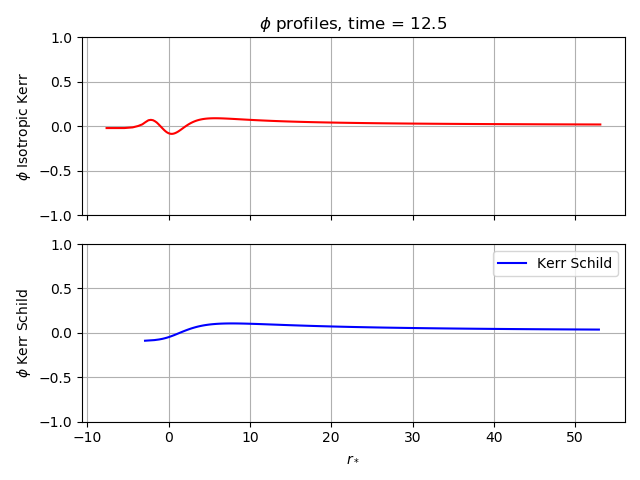 ϕ profiles, time = 12.5
ϕ Isotropic Kerr
1.0
0.5
0.0
−0.5
−1.0
ϕ Kerr Schild
1.0
0.5
0.0
−0.5
−1.0
Kerr Schild
−10 0 10 20 30 40 50
r*